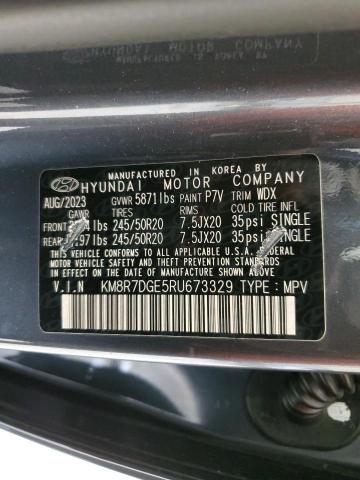 MANUFACTURED IN KOREA BY
HYUNDAI MOTOR COMPANY
AUG/2023 GVWR 5871lbs PAINT P7V TRIM WDX
GAWR TIRES RIMS COLD TIRE INFL
FRONT lbs 245/50R20 7.5JX20 35psi SINGLE
REAR lbs 245/50R20 7.5JX20 35psi SINGLE
THIS VEHICLE CONFORMS TO ALL APPLICABLE U.S.A. FEDERAL
MOTOR VEHICLE SAFETY AND THEFT PREVENTION STANDARDS
IN EFFECT ON THE DATE OF MANUFACTURE SHOWN ABOVE.
V.I.N KM8R7DGE5RU673329 TYPE : MPV